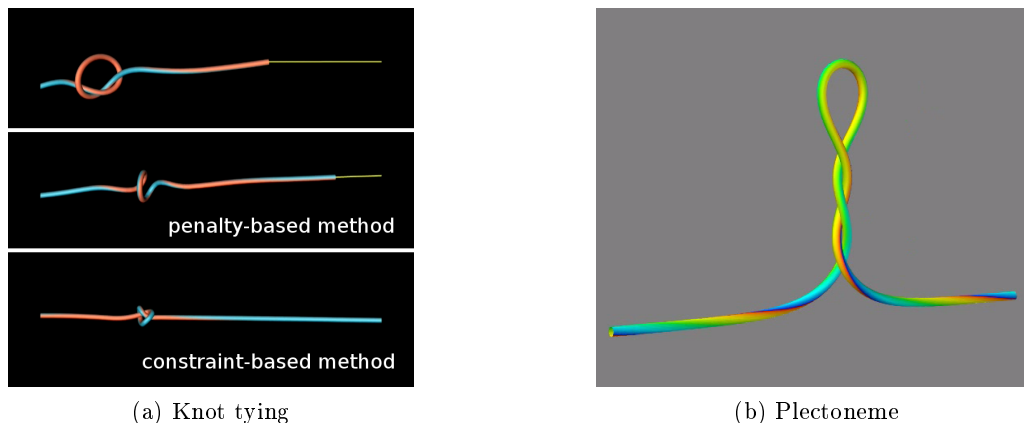 penalty-based method
constraint-based method
(a) Knot tying
(b) Plectoneme